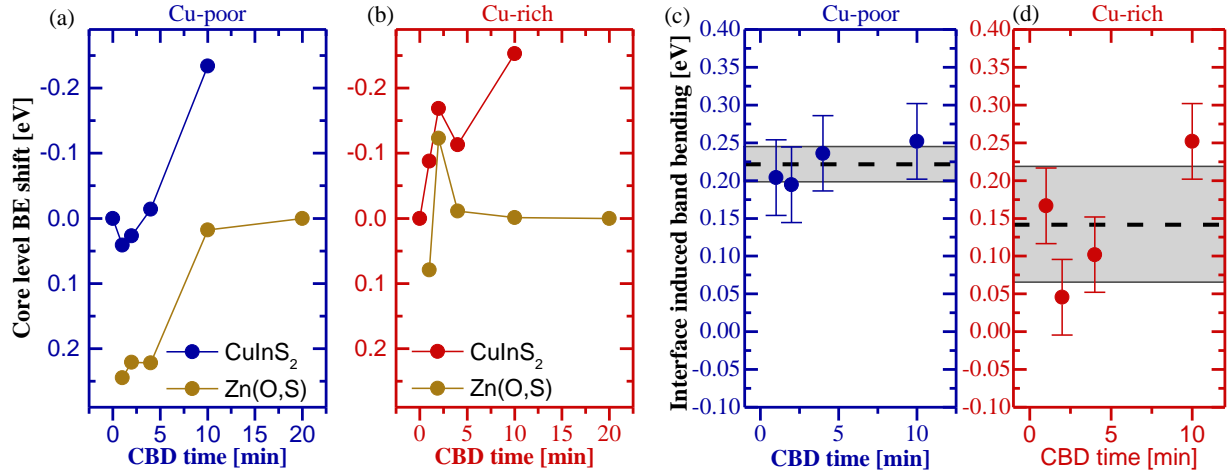 (a)
Cu-poor
Core level BE shift [eV]
-0.2
-0.1
0.0
0.1
0.2
CuInS2
Zn(O,S)
0 5 10 15 20
CBD time [min]
(b)
Cu-rich
-0.2
-0.1
0.0
0.1
0.2
CuInS2
Zn(O,S)
0 5 10 15 20
CBD time [min]
(c)
Cu-poor
Interface induced band bending [eV]
0.40
0.35
0.30
0.25
0.20
0.15
0.10
0.05
0.00
-0.05
-0.10
0 5 10
CBD time [min]
(d)
Cu-rich
0.40
0.35
0.30
0.25
0.20
0.15
0.10
0.05
0.00
-0.05
-0.10
0 5 10
CBD time [min]